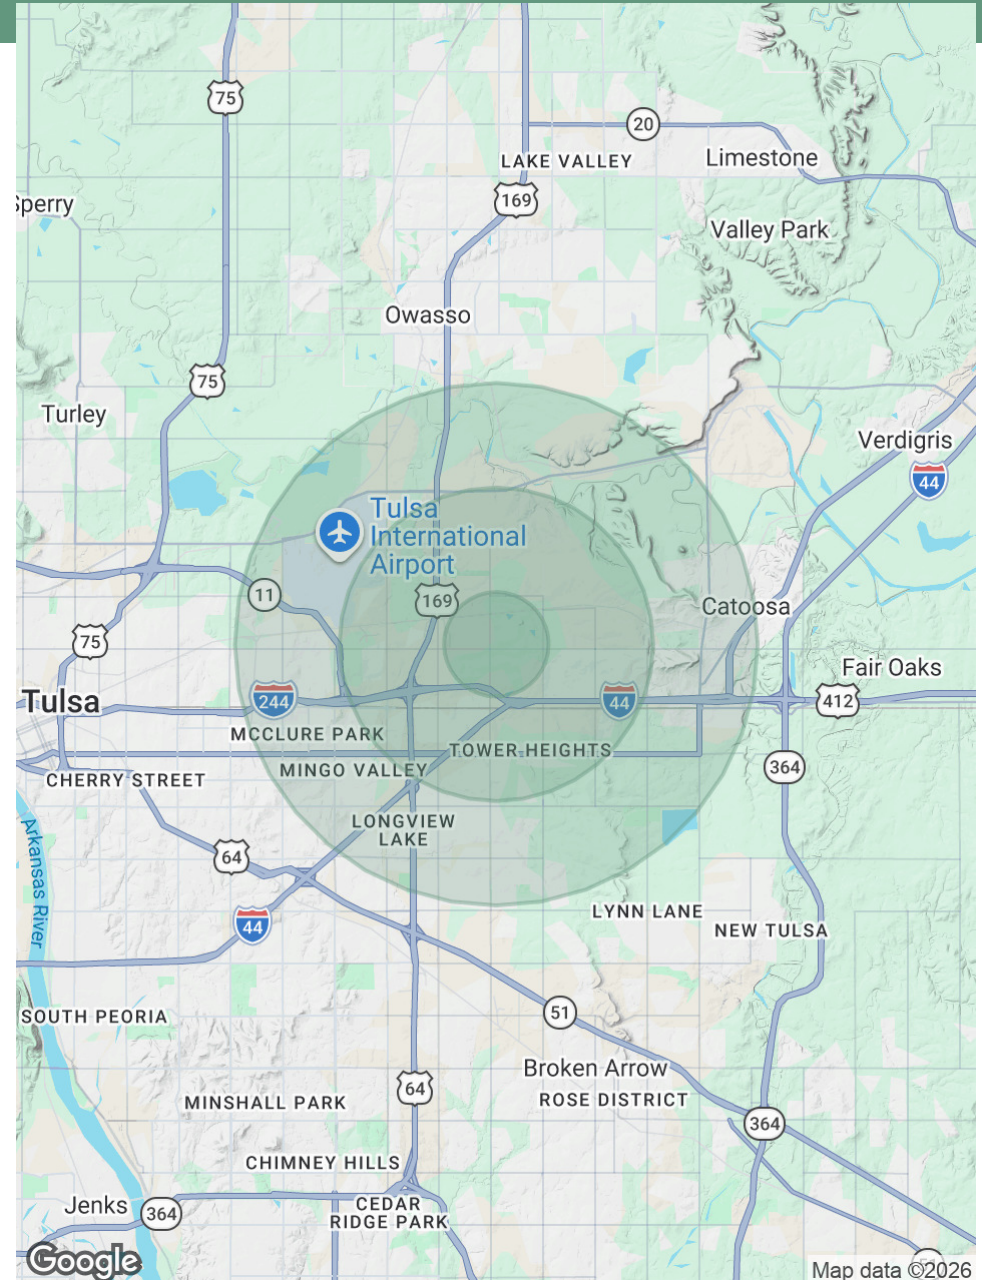 75
20
LAKE VALLEY
Limestone
169
Valley Park
Owasso
75
Turley
Verdigris
44
Tulsa
International
Airport
11
169
Catoosa
75
Fair Oaks
Tulsa
244
44
412
MCCLURE PARK
TOWER HEIGHTS
MINGO VALLEY
364
CHERRY STREET
LONGVIEW
LAKE
64
Arkansas River
44
LYNN LANE
NEW TULSA
SOUTH PEORIA
51
Broken Arrow
64
ROSE DISTRICT
MINSHALL PARK
364
CHIMNEY HILLS
Jenks
364
CEDAR
RIDGE PARK
Google
Map data ©2026